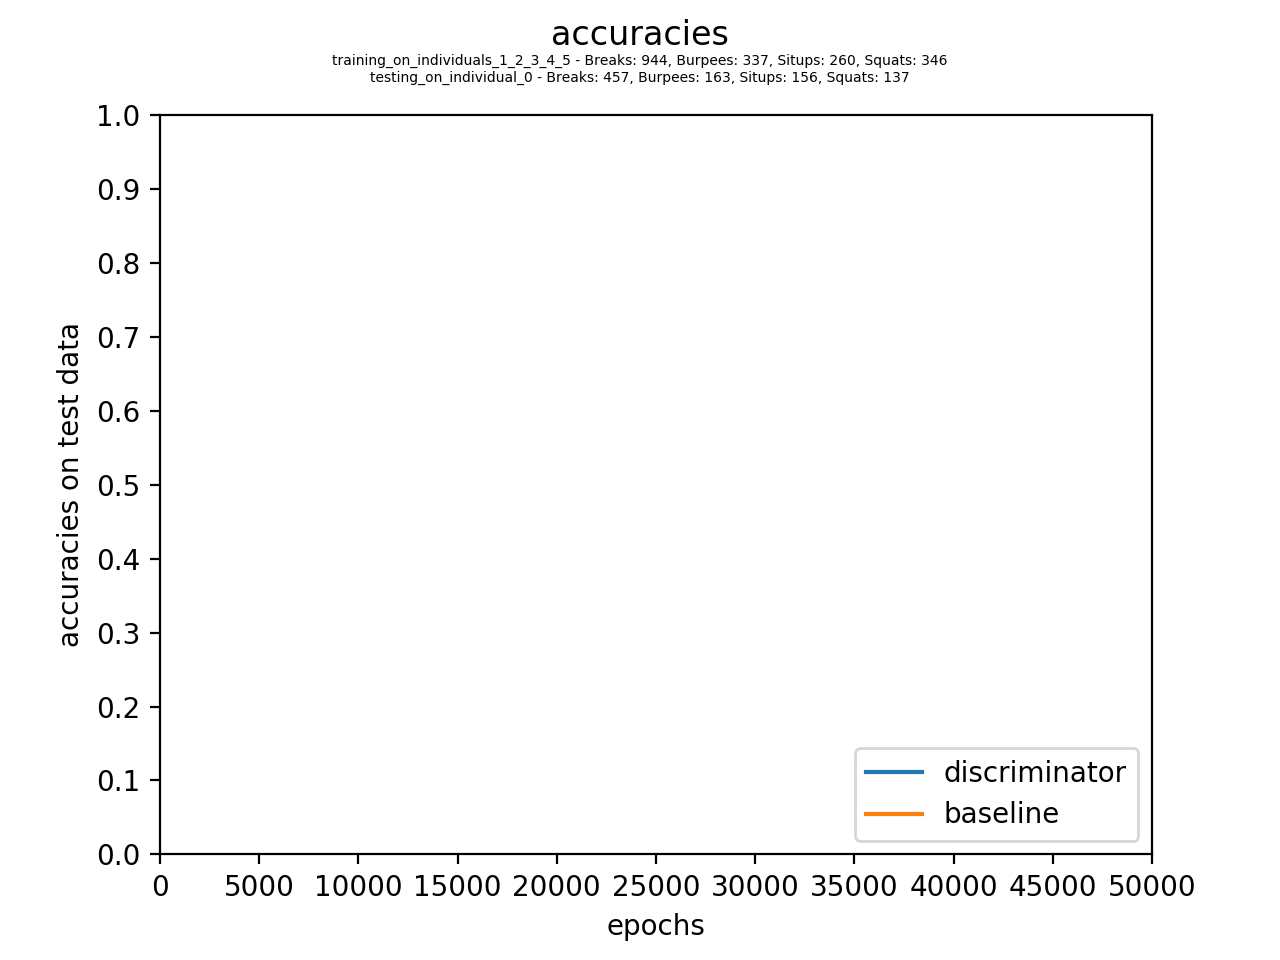 accuracies
training_on_individuals_1_2_3_4_5 - Breaks: 944, Burpees: 337, Situps: 260, Squats: 346
testing_on_individual_0 - Breaks: 457, Burpees: 163, Situps: 156, Squats: 137
1.0
0.9
0.8
0.7
0.6
0.5
0.4
0.3
0.2
0.1
0.0
accuracies on test data
discriminator
baseline
0 5000 10000 15000 20000 25000 30000 35000 40000 45000 50000
epochs